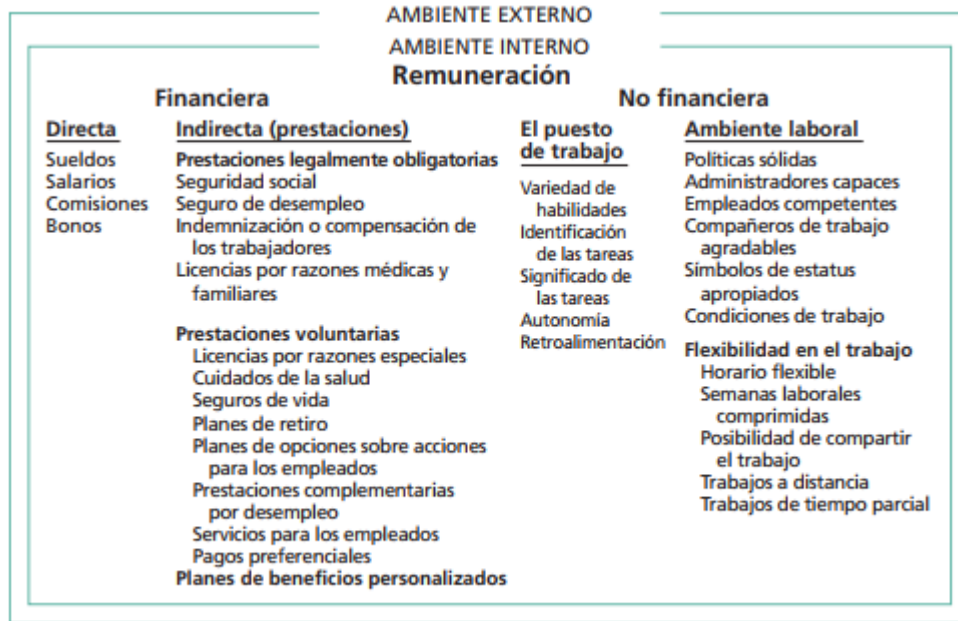 AMBIENTE EXTERNO
AMBIENTE INTERNO
Remuneración
Financiera
No financiera
Directa
Sueldos
Salarios
Comisiones
Bonos
Indirecta (prestaciones)
Prestaciones legalmente obligatorias
Seguridad social
Seguro de desempleo
Indemnización o compensación de
los trabajadores
Licencias por razones médicas y
familiares
Prestaciones voluntarias
Licencias por razones especiales
Cuidados de la salud
Seguros de vida
Planes de retiro
Planes de opciones sobre acciones
para los empleados
Prestaciones complementarias
por desempleo
Servicios para los empleados
Pagos preferenciales
Planes de beneficios personalizados
El puesto
de trabajo
Variedad de
habilidades
Identificación
de las tareas
Significado de
las tareas
Autonomía
Retroalimentación
Ambiente laboral
Políticas sólidas
Administradores capaces
Empleados competentes
Compañeros de trabajo
agradables
Símbolos de estatus
apropiados
Condiciones de trabajo
Flexibilidad en el trabajo
Horario flexible
Semanas laborales
comprimidas
Posibilidad de compartir
el trabajo
Trabajos a distancia
Trabajos de tiempo parcial